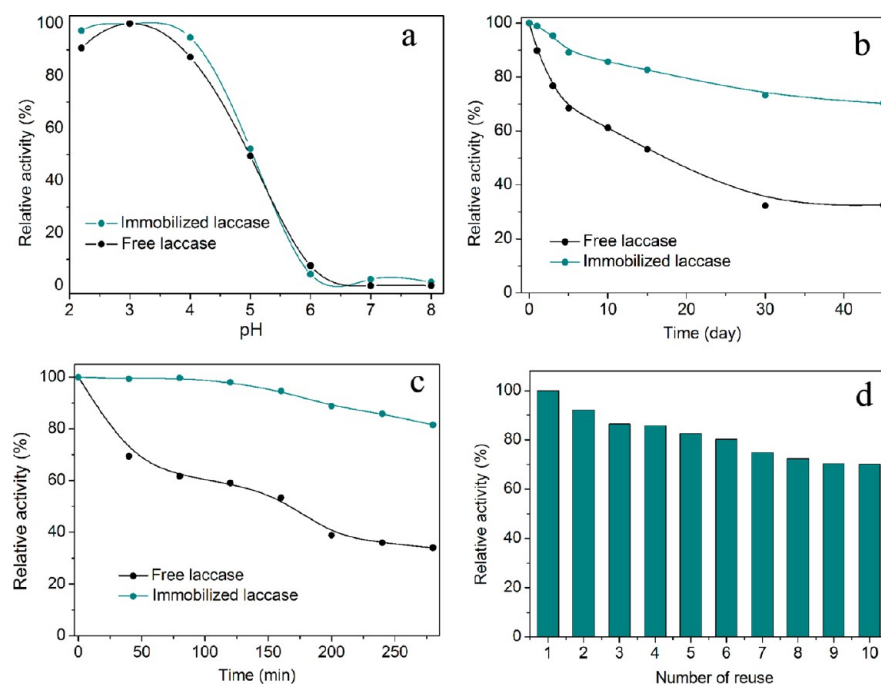 a
Relative activity (%)
100
80
60
40
20
0
Immobilized laccase
Free laccase
2 3 4 5 6 7 8
pH
b
Relative activity (%)
100
80
60
40
20
0
Free laccase
Immobilized laccase
0 10 20 30 40
Time (day)
c
Relative activity (%)
100
80
60
40
20
0
Free laccase
Immobilized laccase
0 50 100 150 200 250
Time (min)
d
Relative activity (%)
100
80
60
40
20
0
1 2 3 4 5 6 7 8 9 10
Number of reuse